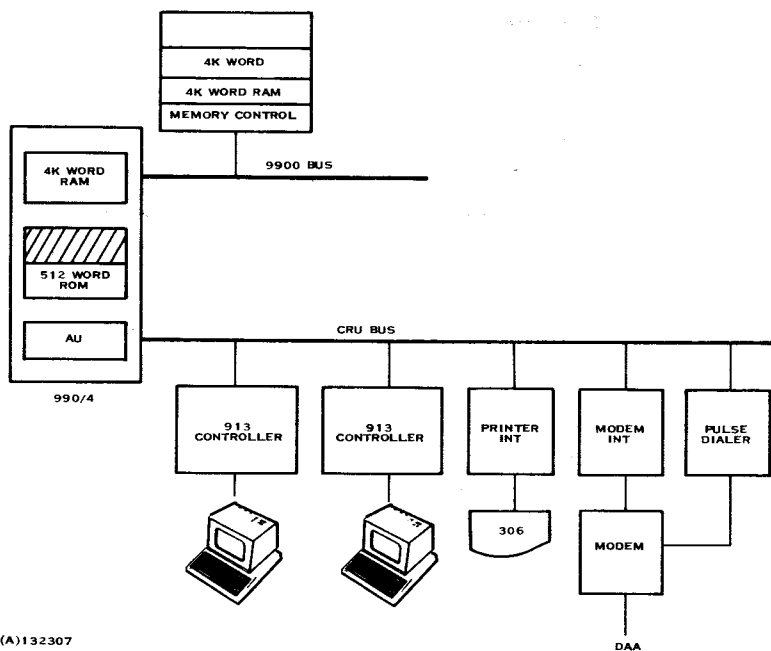 4K WORD
4K WORD RAM
MEMORY CONTROL
9900 BUS
4K WORD
RAM
512 WORD
ROM
AU
990/4
CRU BUS
913
CONTROLLER
913
CONTROLLER
PRINTER
INT
MODEM
INT
PULSE
DIALER
306
MODEM
DAA
(A)132307